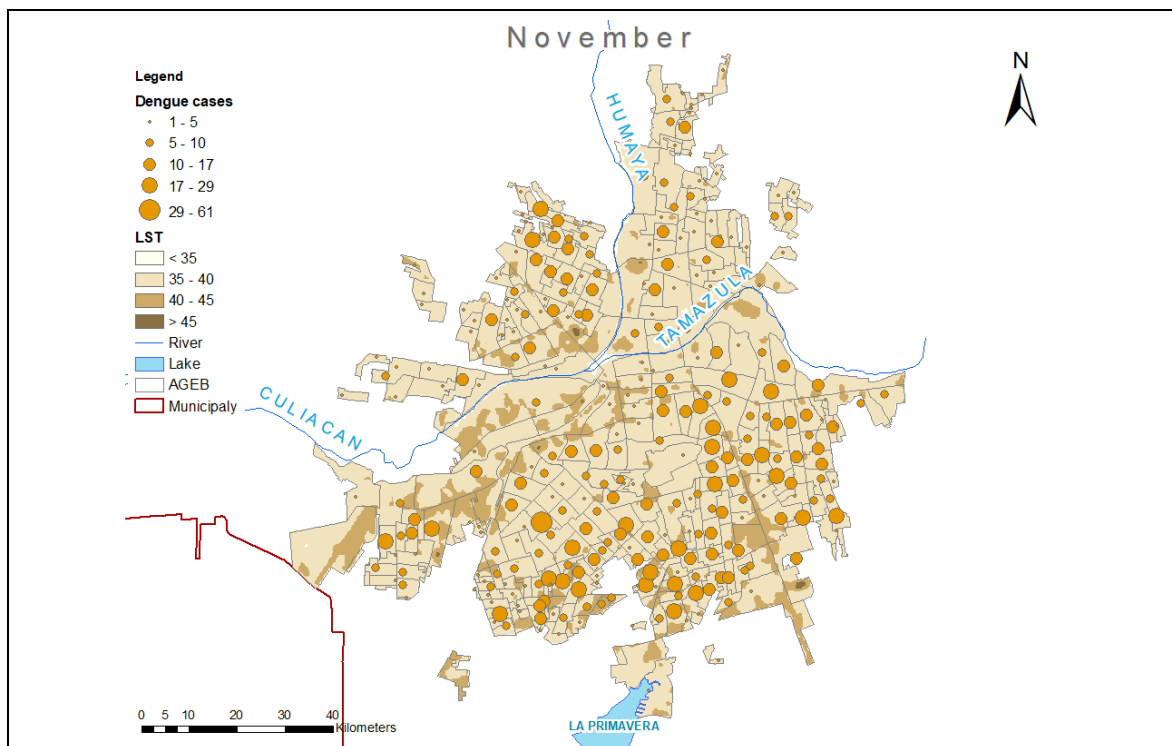 November
N
Legend
Dengue cases
1 - 5
5 - 10
10 - 17
17 - 29
29 - 61
LST
< 35
35 - 40
40 - 45
> 45
River
Lake
AGEB
Municipaly
HUMAYA
TAMAZULA
CULIACAN
LA PRIMAVERA
0 5 10 20 30 40
Kilometers